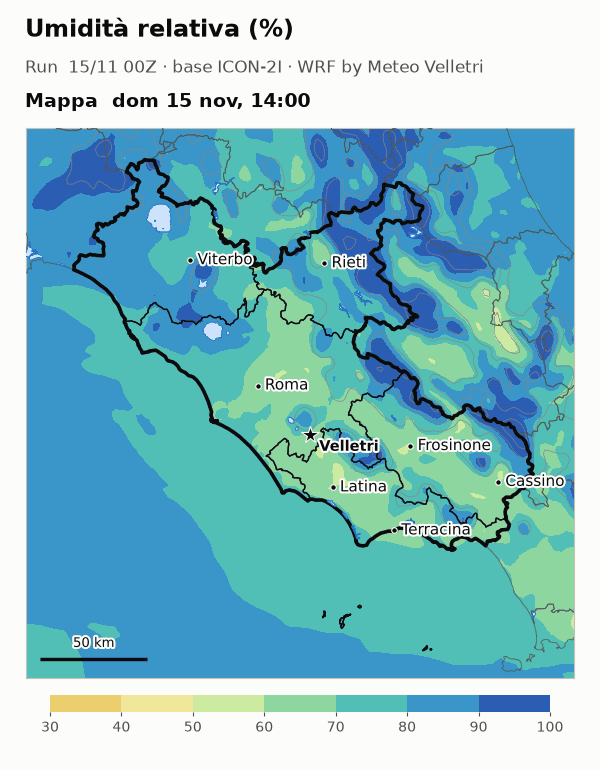 Umidità relativa (%)
Run  15/11 00Z · base ICON-2I · WRF by Meteo Velletri
Mappa  dom 15 nov, 14:00
Viterbo
Rieti
Roma
Velletri
Frosinone
Cassino
Latina
Terracina
50 km
30 40 50 60 70 80 90 100